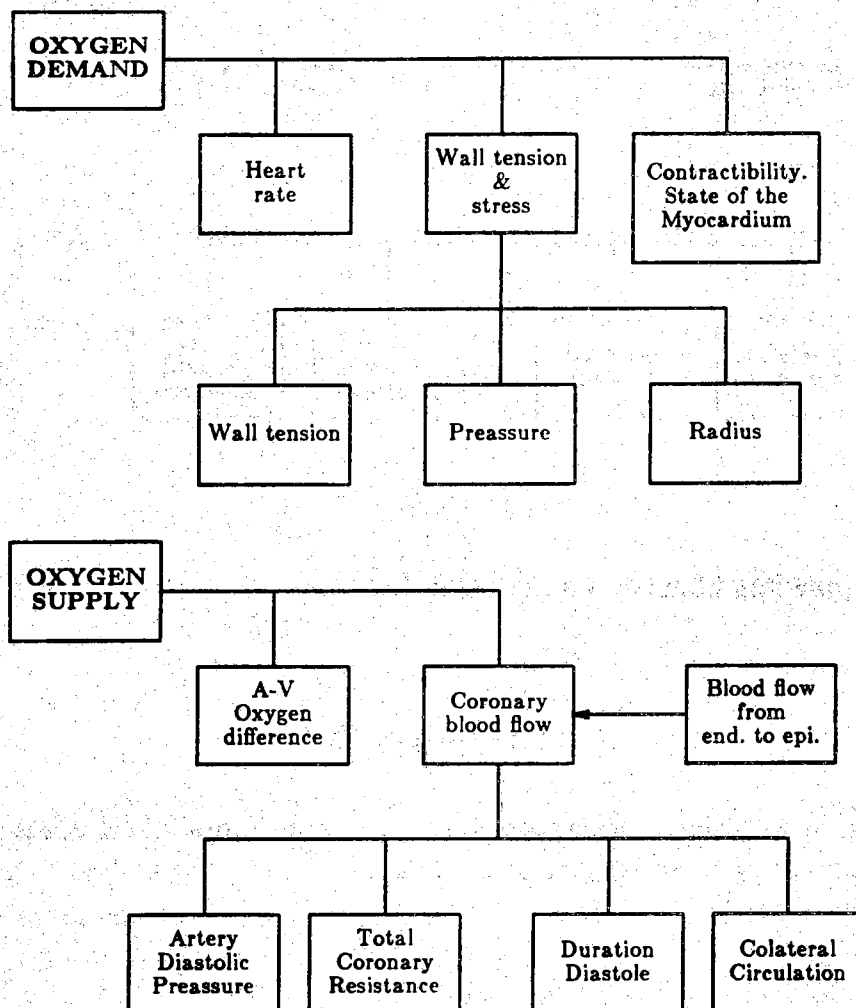 OXYGEN
DEMAND
Heart
rate
Wall tension
&
stress
Contractibility.
State of the
Myocardium
Wall tension
Preassure
Radius
OXYGEN
SUPPLY
A-V
Oxygen
difference
Coronary
blood flow
Blood flow
from
end. to epi.
Artery
Diastolic
Preassure
Total
Coronary
Resistance
Duration
Diastole
Colateral
Circulation